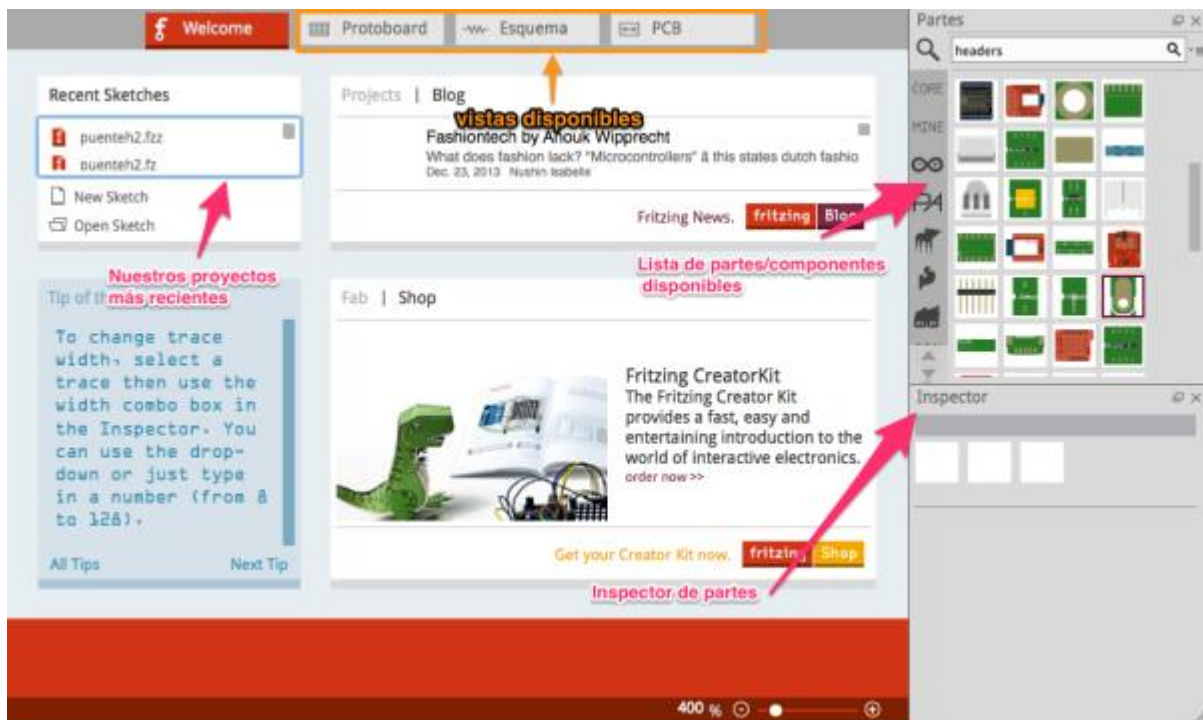 Welcome
Protoboard
Esquema
PCB
Partes
headers
CORE
MINE
Recent Sketches
puenteh2.fzz
puenteh2.fz
New Sketch
Open Sketch
Nuestros proyectos
más recientes
Projects | Blog
vistas disponibles
Fashiontech by Anouk Wipprecht
What does fashion lack? "Microcontrollers" â this states dutch fashio
Dec. 23, 2013 Nushin Isabelle
Fritzing News.
fritzing Blog
Lista de partes/componentes
disponibles
Tip of th
To change trace
width, select a
trace then use the
width combo box in
the Inspector. You
can use the drop-
down or just type
in a number (from 8
to 128).
All Tips
Next Tip
Fab | Shop
Fritzing CreatorKit
The Fritzing Creator Kit
provides a fast, easy and
entertaining introduction to the
world of interactive electronics.
order now >>
Get your Creator Kit now.
fritzing Shop
Inspector
Inspector de partes
400 %